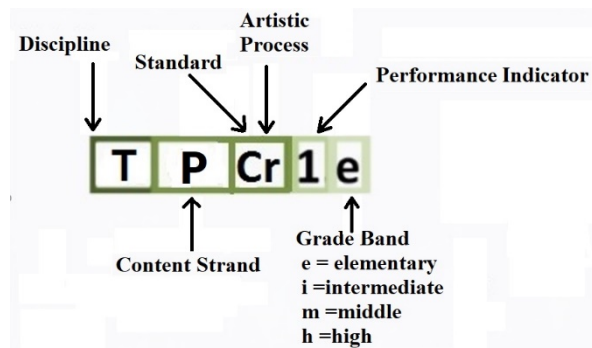 Artistic
Process
Discipline
Standard
Performance Indicator
T P Cr 1 e
Content Strand
Grade Band
e = elementary
i =intermediate
m =middle
h =high